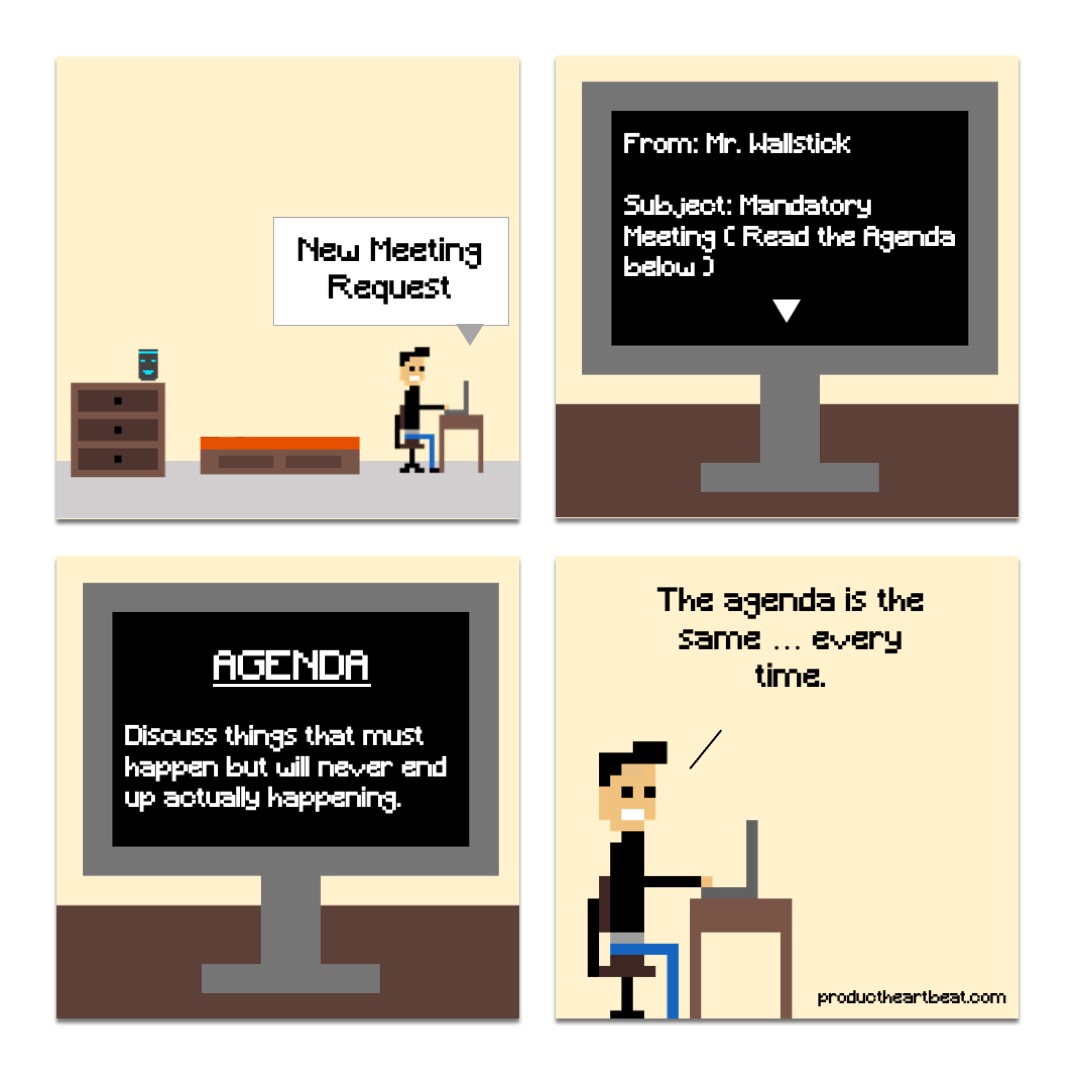 New Meeting
Request
From: Mr. Wallstick
Subject: Mandatory
Meeting ( Read the Agenda
below )
AGENDA
Discuss things that must
happen but will never end
up actually happening.
The agenda is the
same ... every
time.
productheartbeat.com